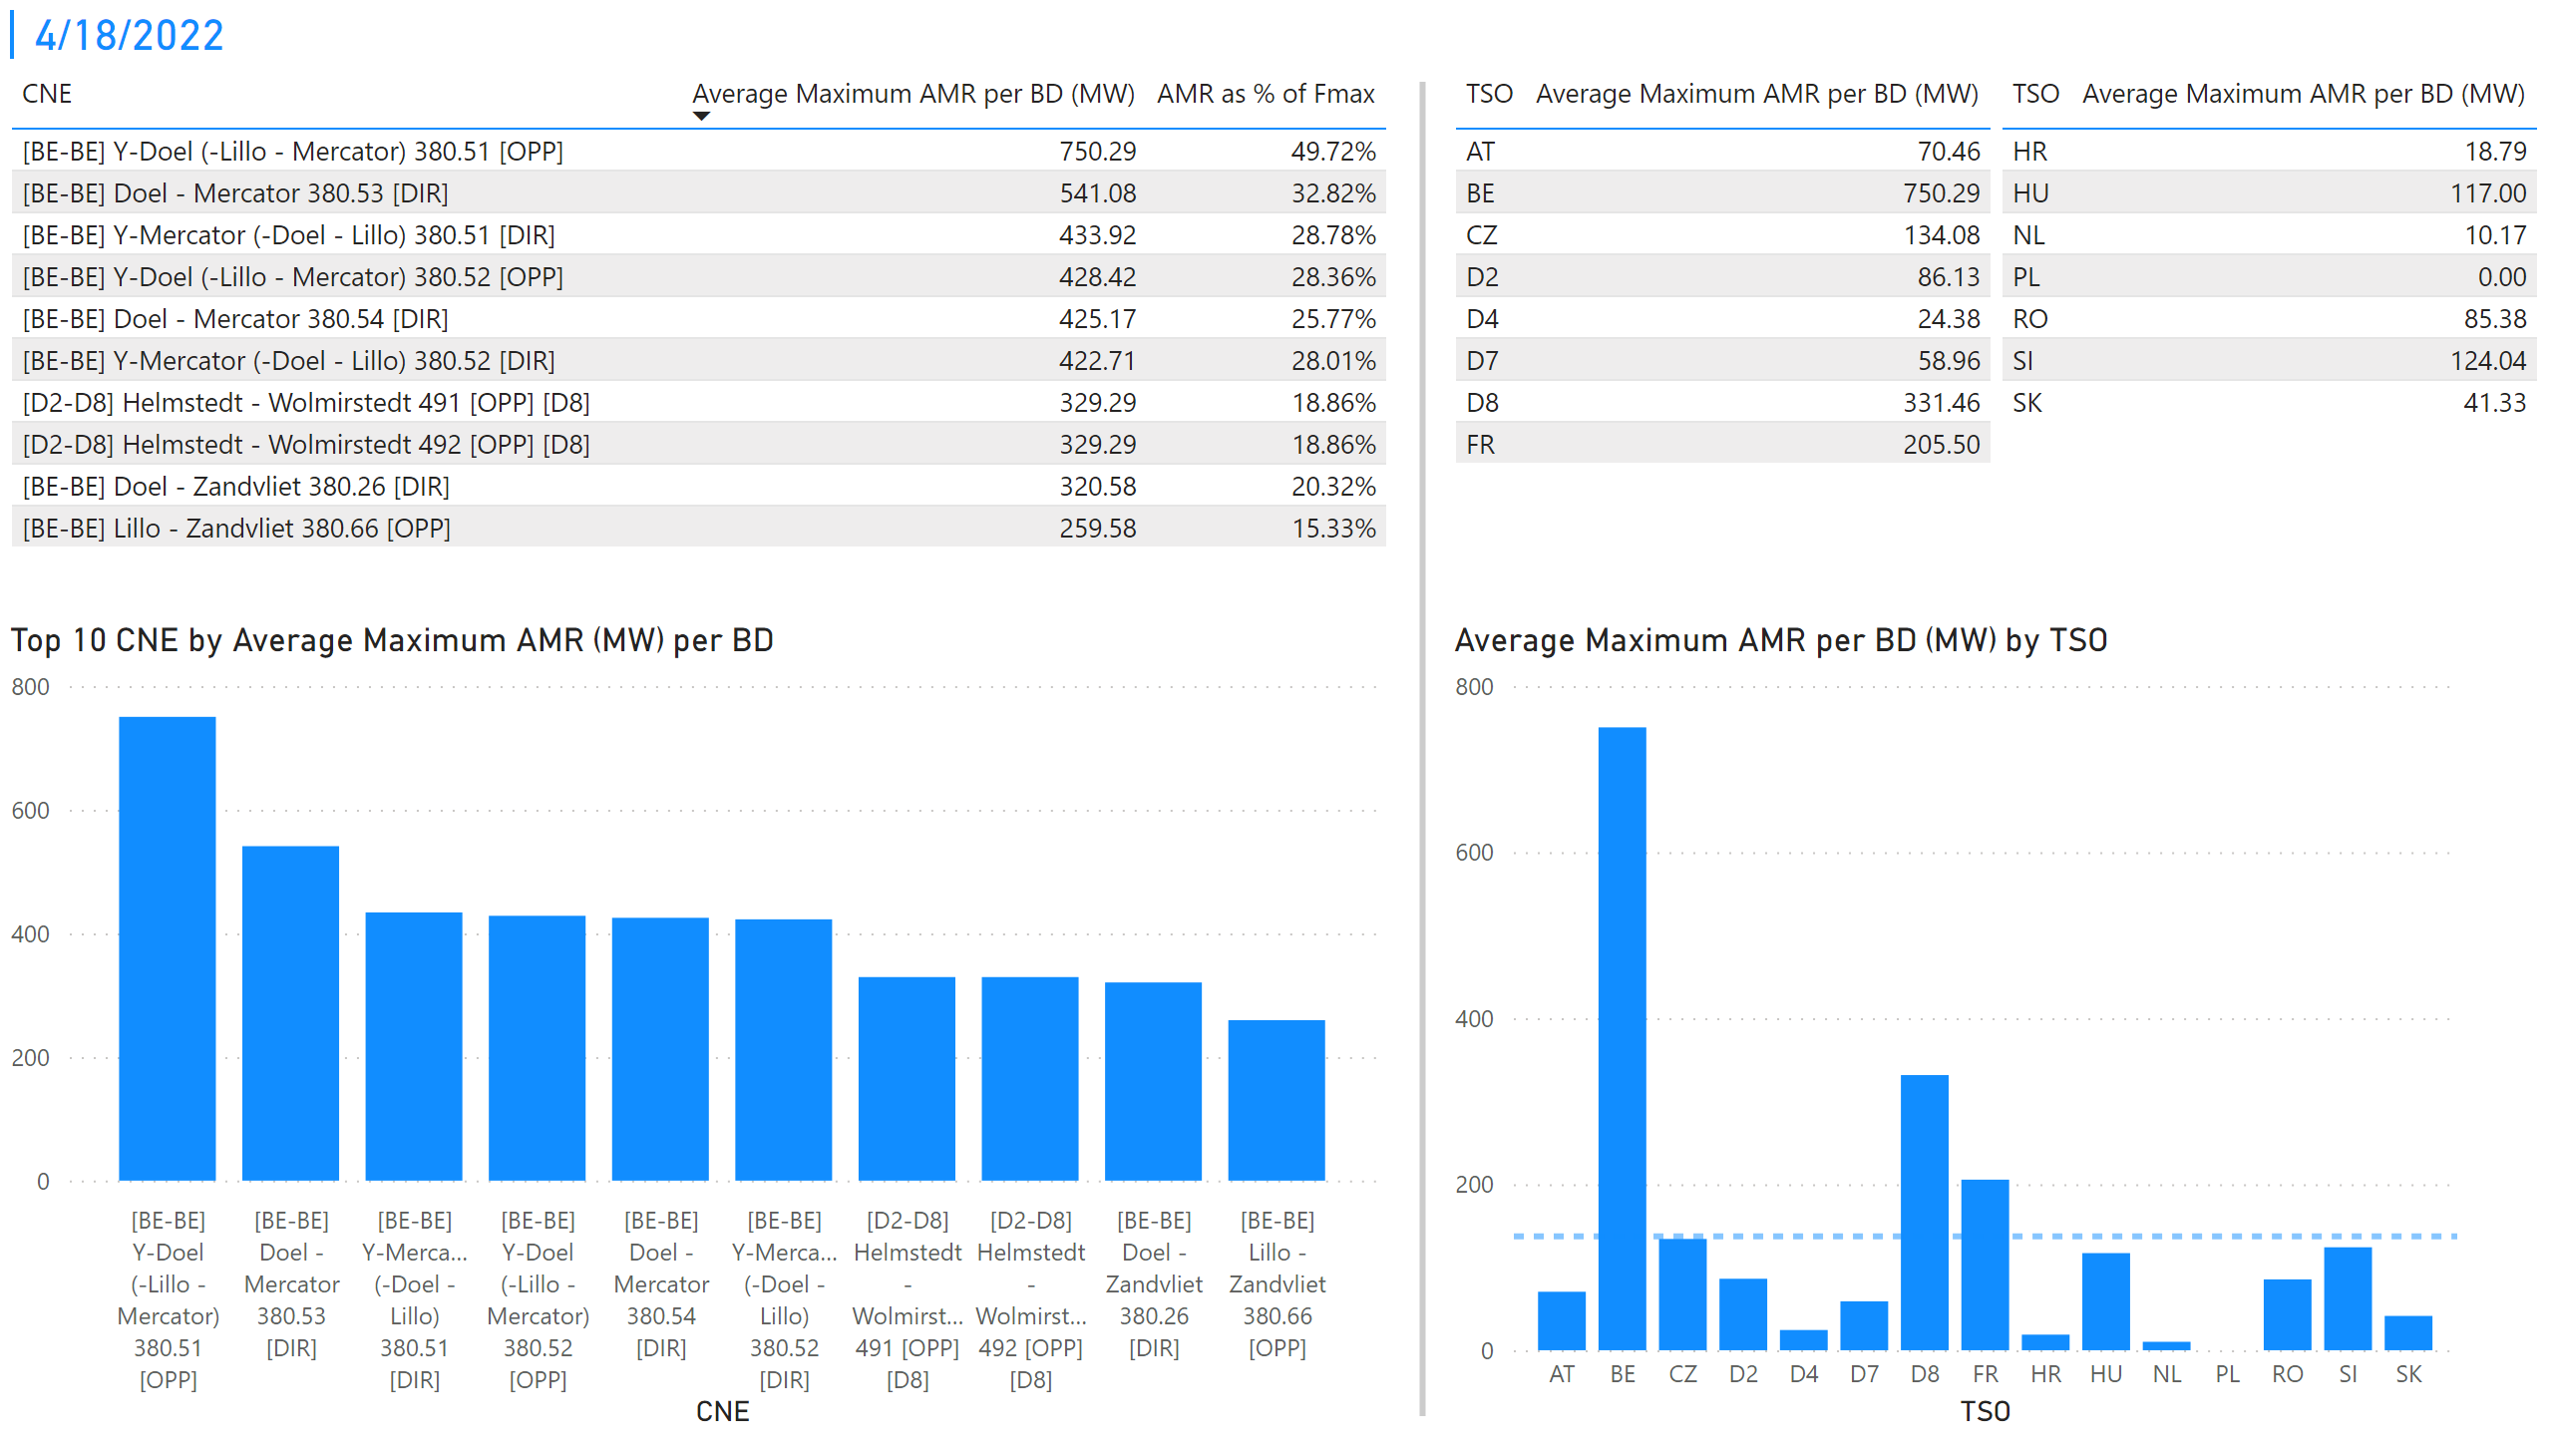 4/18/2022
CNE Average Maximum AMR per BD (MW) AMR as % of Fmax
[BE-BE] Y-Doel (-Lillo - Mercator) 380.51 [OPP] 750.29 49.72%
[BE-BE] Doel - Mercator 380.53 [DIR] 541.08 32.82%
[BE-BE] Y-Mercator (-Doel - Lillo) 380.51 [DIR] 433.92 28.78%
[BE-BE] Y-Doel (-Lillo - Mercator) 380.52 [OPP] 428.42 28.36%
[BE-BE] Doel - Mercator 380.54 [DIR] 425.17 25.77%
[BE-BE] Y-Mercator (-Doel - Lillo) 380.52 [DIR] 422.71 28.01%
[D2-D8] Helmstedt - Wolmirstedt 491 [OPP] [D8] 329.29 18.86%
[D2-D8] Helmstedt - Wolmirstedt 492 [OPP] [D8] 329.29 18.86%
[BE-BE] Doel - Zandvliet 380.26 [DIR] 320.58 20.32%
[BE-BE] Lillo - Zandvliet 380.66 [OPP] 259.58 15.33%
TSO Average Maximum AMR per BD (MW)
AT 70.46
BE 750.29
CZ 134.08
D2 86.13
D4 24.38
D7 58.96
D8 331.46
FR 205.50
TSO Average Maximum AMR per BD (MW)
HR 18.79
HU 117.00
NL 10.17
PL 0.00
RO 85.38
SI 124.04
SK 41.33
Top 10 CNE by Average Maximum AMR (MW) per BD
800
600
400
200
0
[BE-BE]
Y-Doel
(-Lillo -
Mercator)
380.51
[OPP]
[BE-BE]
Doel -
Mercator
380.53
[DIR]
[BE-BE]
Y-Merca...
(-Doel -
Lillo)
380.51
[DIR]
[BE-BE]
Y-Doel
(-Lillo -
Mercator)
380.52
[OPP]
[BE-BE]
Doel -
Mercator
380.54
[DIR]
[BE-BE]
Y-Merca...
(-Doel -
Lillo)
380.52
[DIR]
[D2-D8]
Helmstedt
-
Wolmirst...
491 [OPP]
[D8]
[D2-D8]
Helmstedt
-
Wolmirst...
492 [OPP]
[D8]
[BE-BE]
Doel -
Zandvliet
380.26
[DIR]
[BE-BE]
Lillo -
Zandvliet
380.66
[OPP]
CNE
Average Maximum AMR per BD (MW) by TSO
800
600
400
200
0
AT BE CZ D2 D4 D7 D8 FR HR HU NL PL RO SI SK
TSO